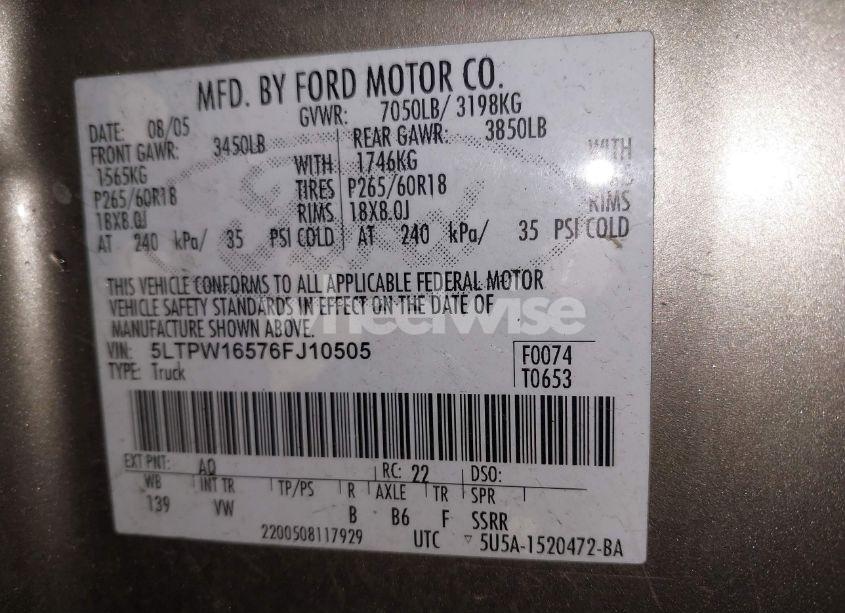 MFD. BY FORD MOTOR CO.
DATE: 08/05 GVWR: 7050LB/ 3198KG
FRONT GAWR: 3450LB REAR GAWR: 3850LB
1565KG WITH 1746KG WITH
P265/60R18 TIRES P265/60R18
18X8.0J RIMS 18X8.0J RIMS
AT 240 kPa/ 35 PSI COLD AT 240 kPa/ 35 PSI COLD
THIS VEHICLE CONFORMS TO ALL APPLICABLE FEDERAL MOTOR
VEHICLE SAFETY STANDARDS IN EFFECT ON THE DATE OF
MANUFACTURE SHOWN ABOVE.
wheelwise
VIN: 5LTPW16576FJ10505 F0074
TYPE: Truck T0653
EXT PNT: AQ RC: 22 DSO:
WB INT TR TP/PS R AXLE TR SPR
139 VW B B6 F SSRR
2200508117929 UTC ▽ 5U5A-1520472-BA